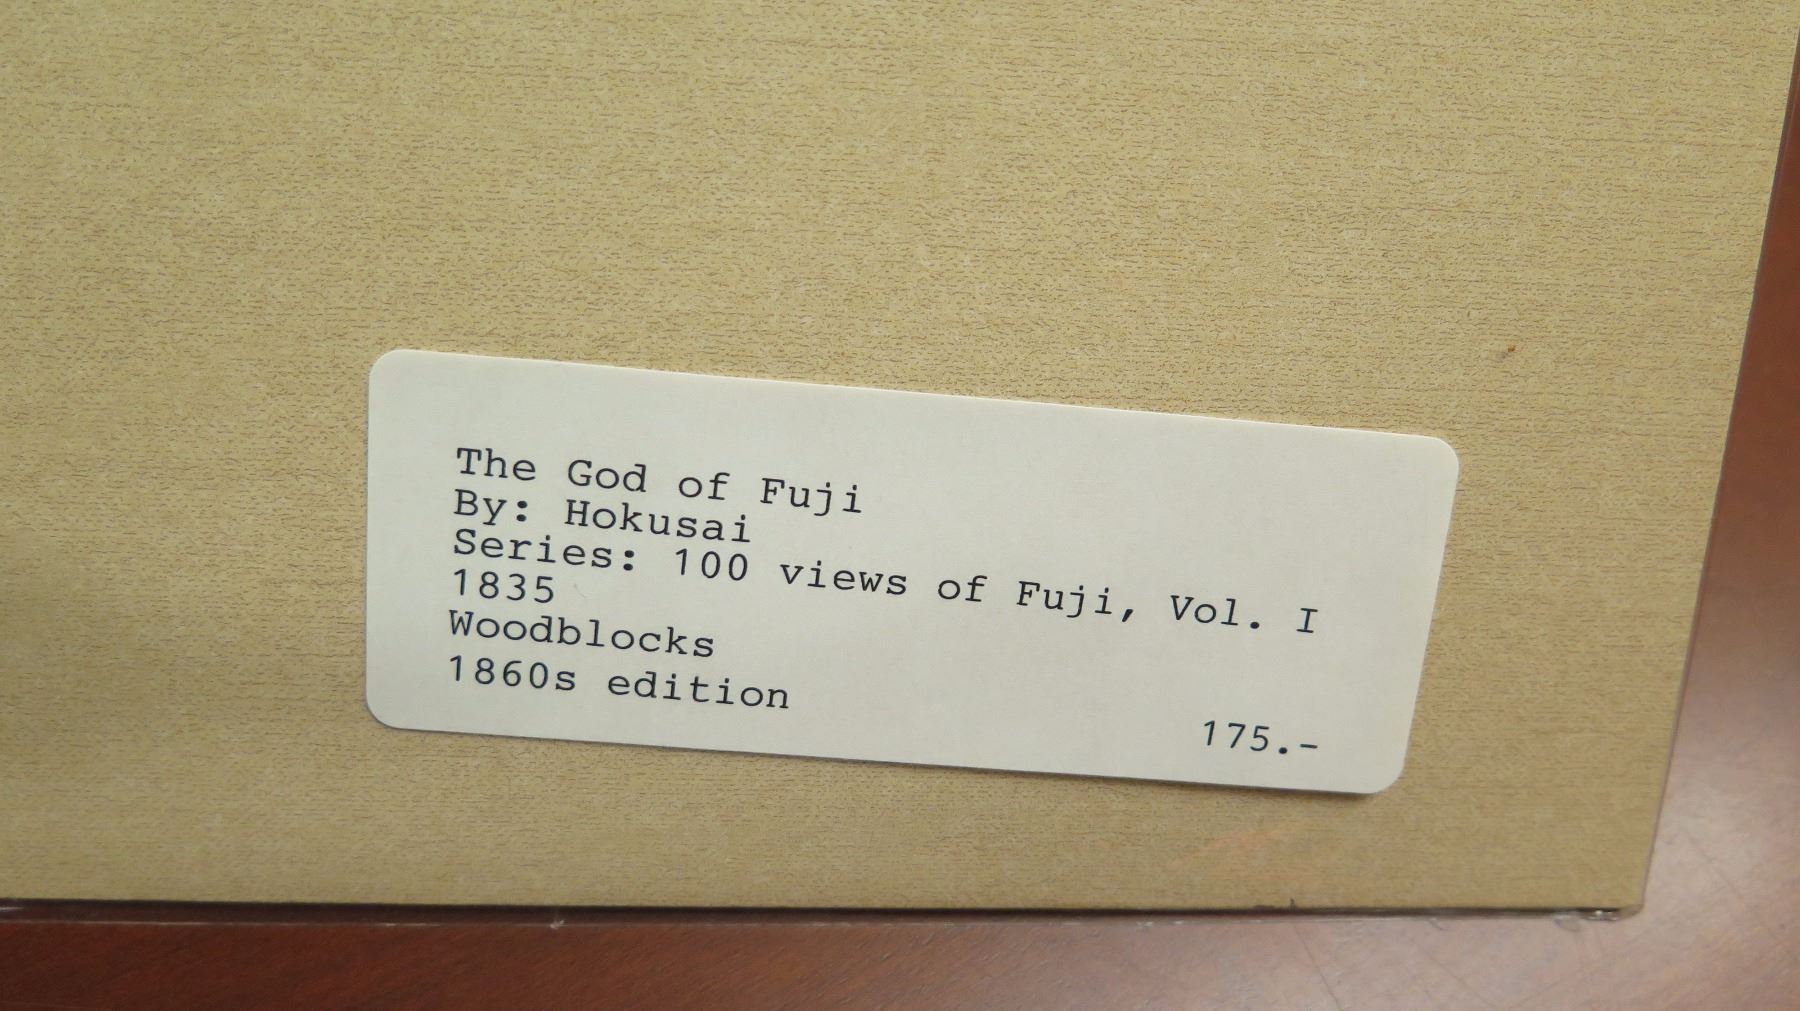 The God of Fuji
By: Hokusai
Series: 100 views of Fuji, Vol. I
1835
Woodblocks
1860s edition
175.-